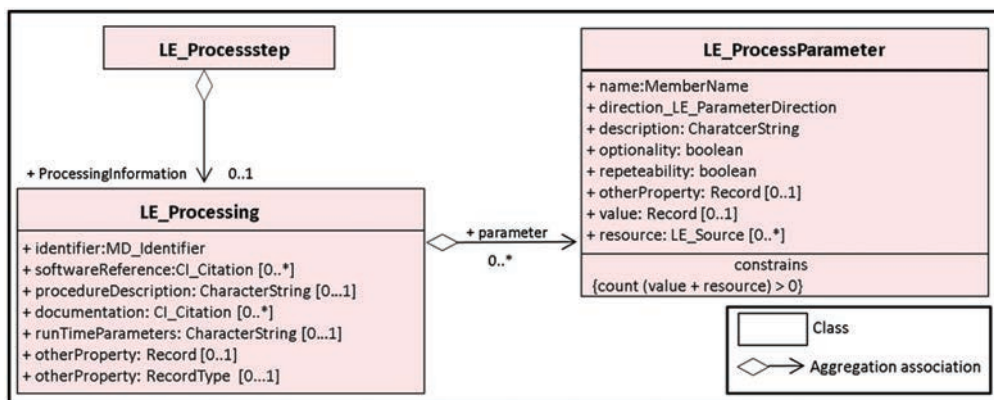 LE_Processstep
+ ProcessingInformation 0..1
LE_Processing
+ identifier:MD_Identifier
+ softwareReference:CI_Citation [0..*]
+ procedureDescription: CharacterString [0...1]
+ documentation: CI_Citation [0..*]
+ runTimeParameters: CharacterString [0...1]
+ otherProperty: Record [0..1]
+ otherProperty: RecordType [0...1]
+ parameter
0..*
LE_ProcessParameter
+ name:MemberName
+ direction_LE_ParameterDirection
+ description: CharatcerString
+ optionality: boolean
+ repeteability: boolean
+ otherProperty: Record [0..1]
+ value: Record [0..1]
+ resource: LE_Source [0..*]
constrains
{count (value + resource) > 0}
Class
Aggregation association